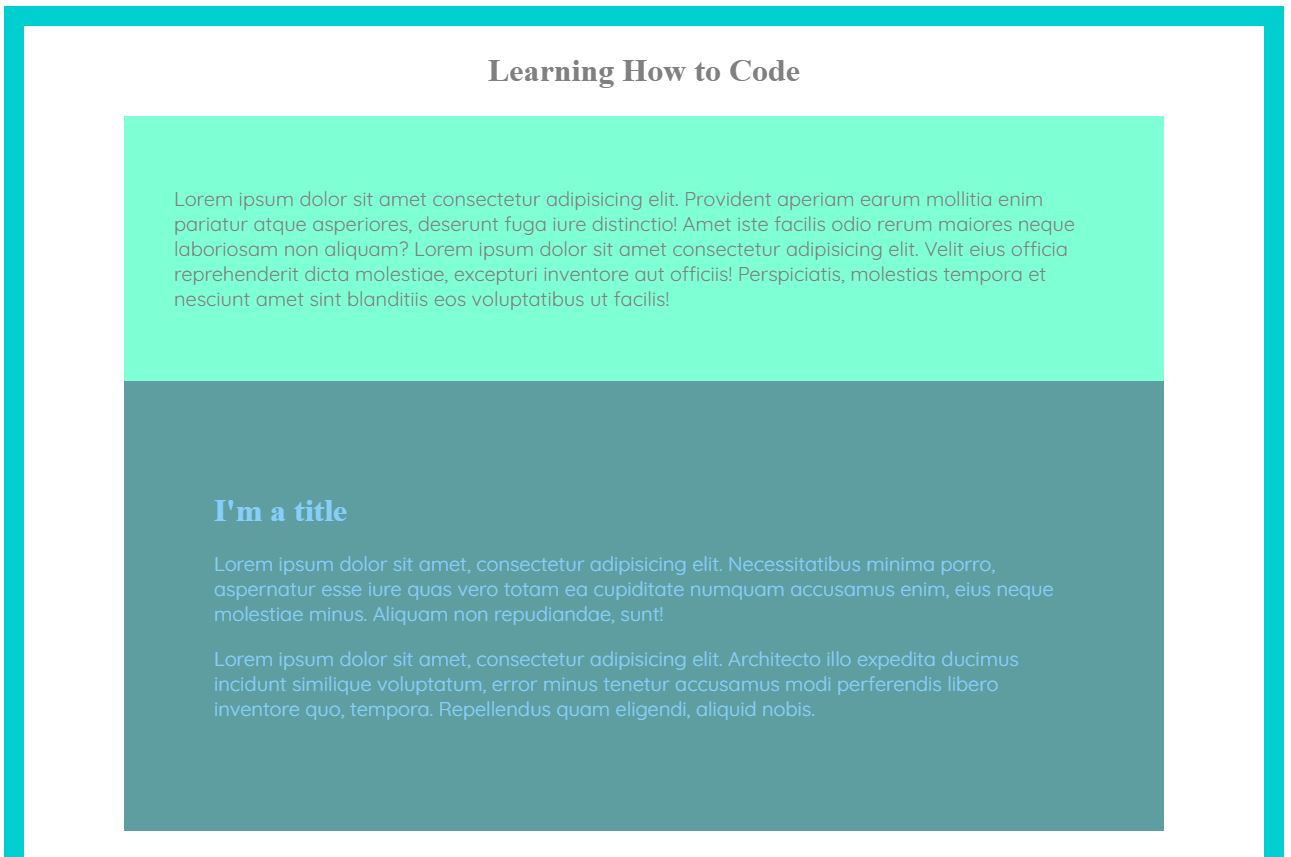 Learning How to Code
Lorem ipsum dolor sit amet consectetur adipisicing elit. Provident aperiam earum mollitia enim
pariatur atque asperiores, deserunt fuga iure distinctio! Amet iste facilis odio rerum maiores neque
laboriosam non aliquam? Lorem ipsum dolor sit amet consectetur adipisicing elit. Velit eius officia
reprehenderit dicta molestiae, excepturi inventore aut officiis! Perspiciatis, molestias tempora et
nesciunt amet sint blanditiis eos voluptatibus ut facilis!
I'm a title
Lorem ipsum dolor sit amet, consectetur adipisicing elit. Necessitatibus minima porro,
aspernatur esse iure quas vero totam ea cupiditate numquam accusamus enim, eius neque
molestiae minus. Aliquam non repudiandae, sunt!
Lorem ipsum dolor sit amet, consectetur adipisicing elit. Architecto illo expedita ducimus
incidunt similique voluptatum, error minus tenetur accusamus modi perferendis libero
inventore quo, tempora. Repellendus quam eligendi, aliquid nobis.